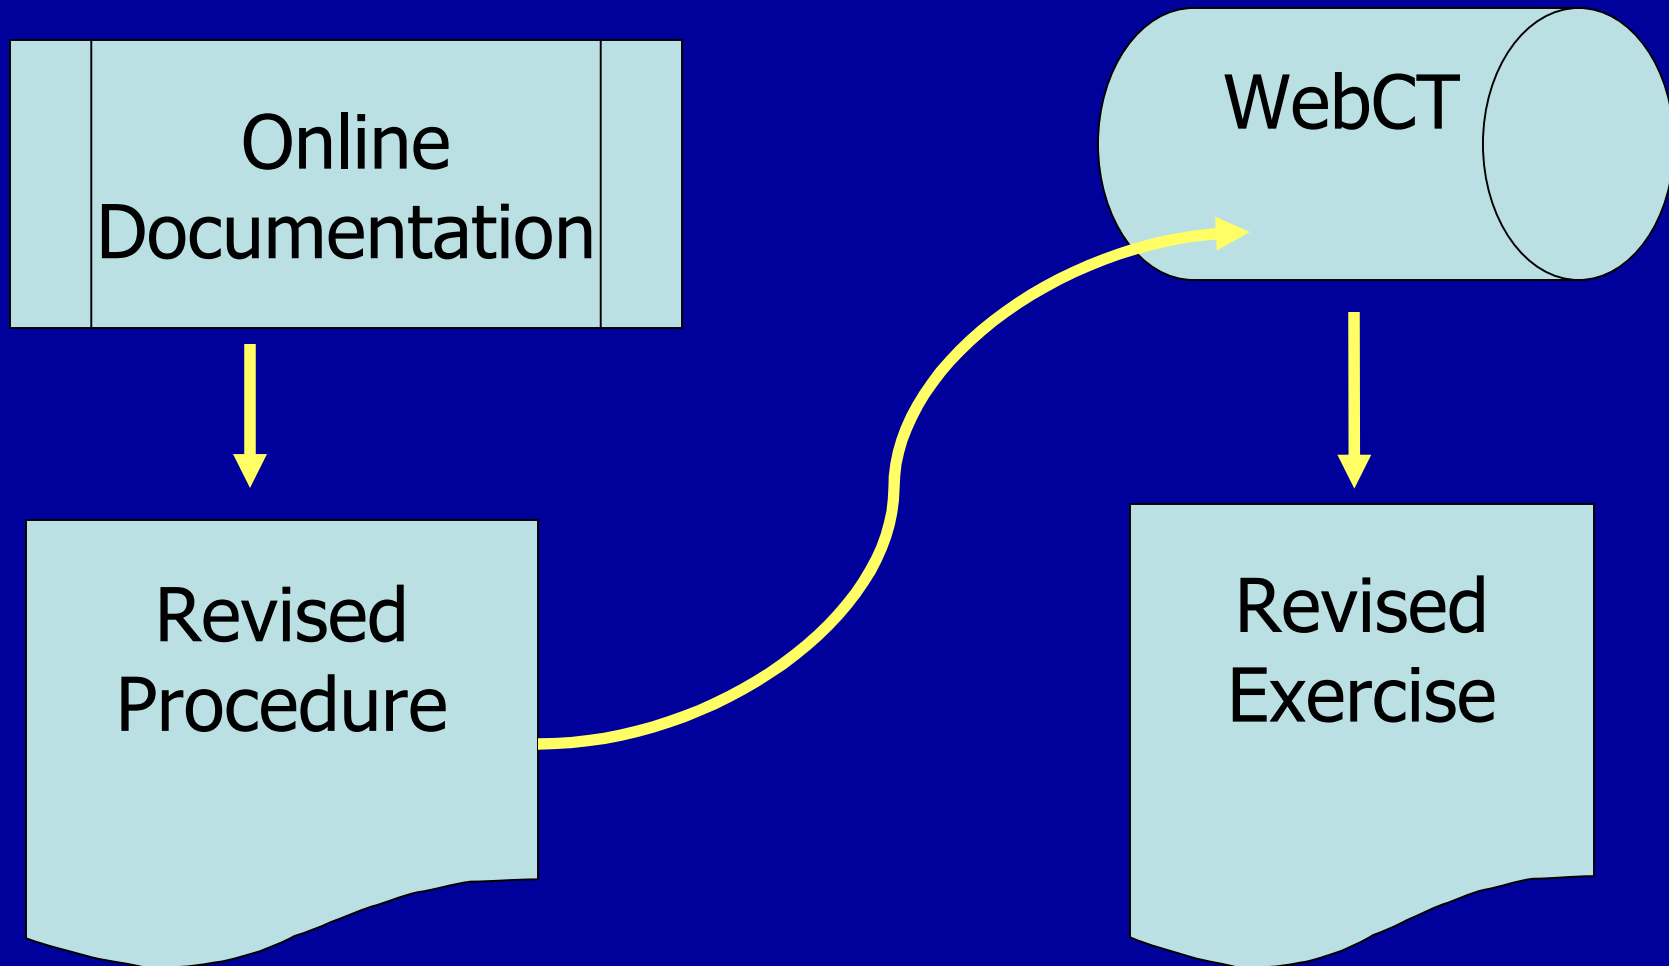 Online
Documentation
Revised
Procedure
WebCT
Revised
Exercise